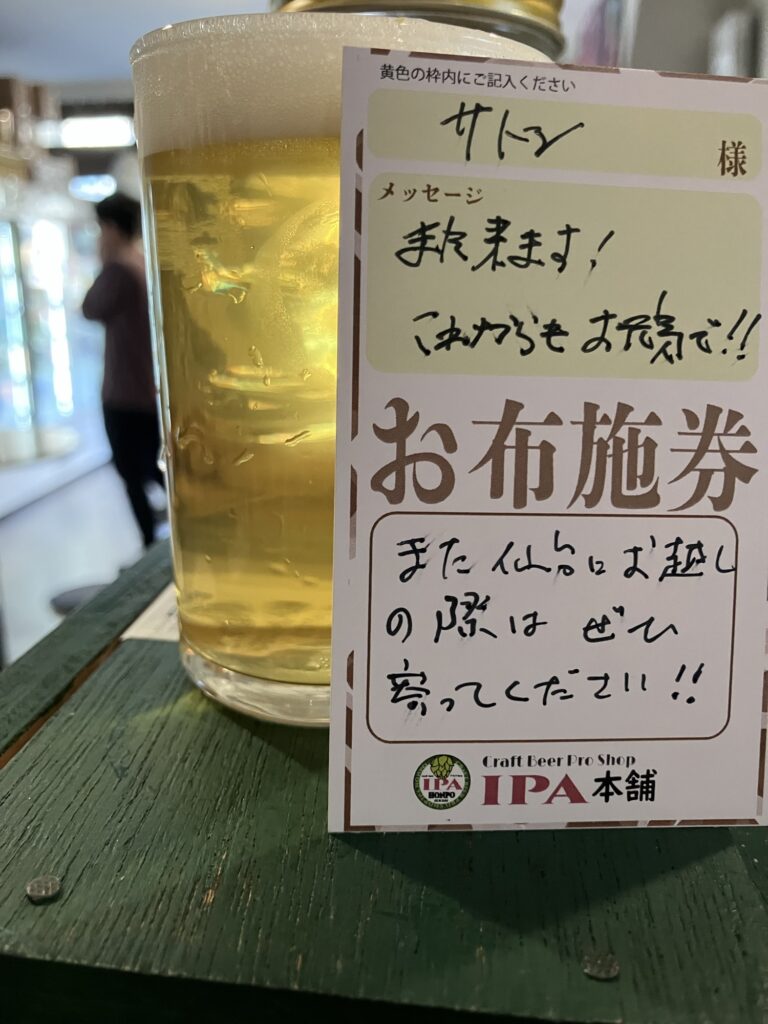 黄色の枠内にご記入ください
サトシ 様
メッセージ
また来ます!
これからもお元気で!!
お布施券
また仙台にお越し
の際は ぜひ
寄ってください!!
Craft Beer Pro Shop
IPA本舗
IPA
HONPO